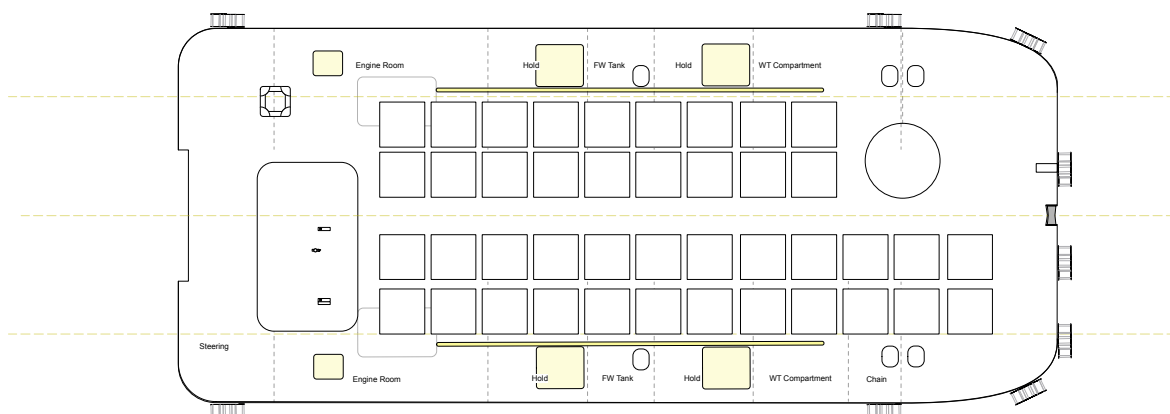 Engine Room
Hold
FW Tank
Hold
WT Compartment
Steering
Engine Room
Hold
FW Tank
Hold
WT Compartment
Chain